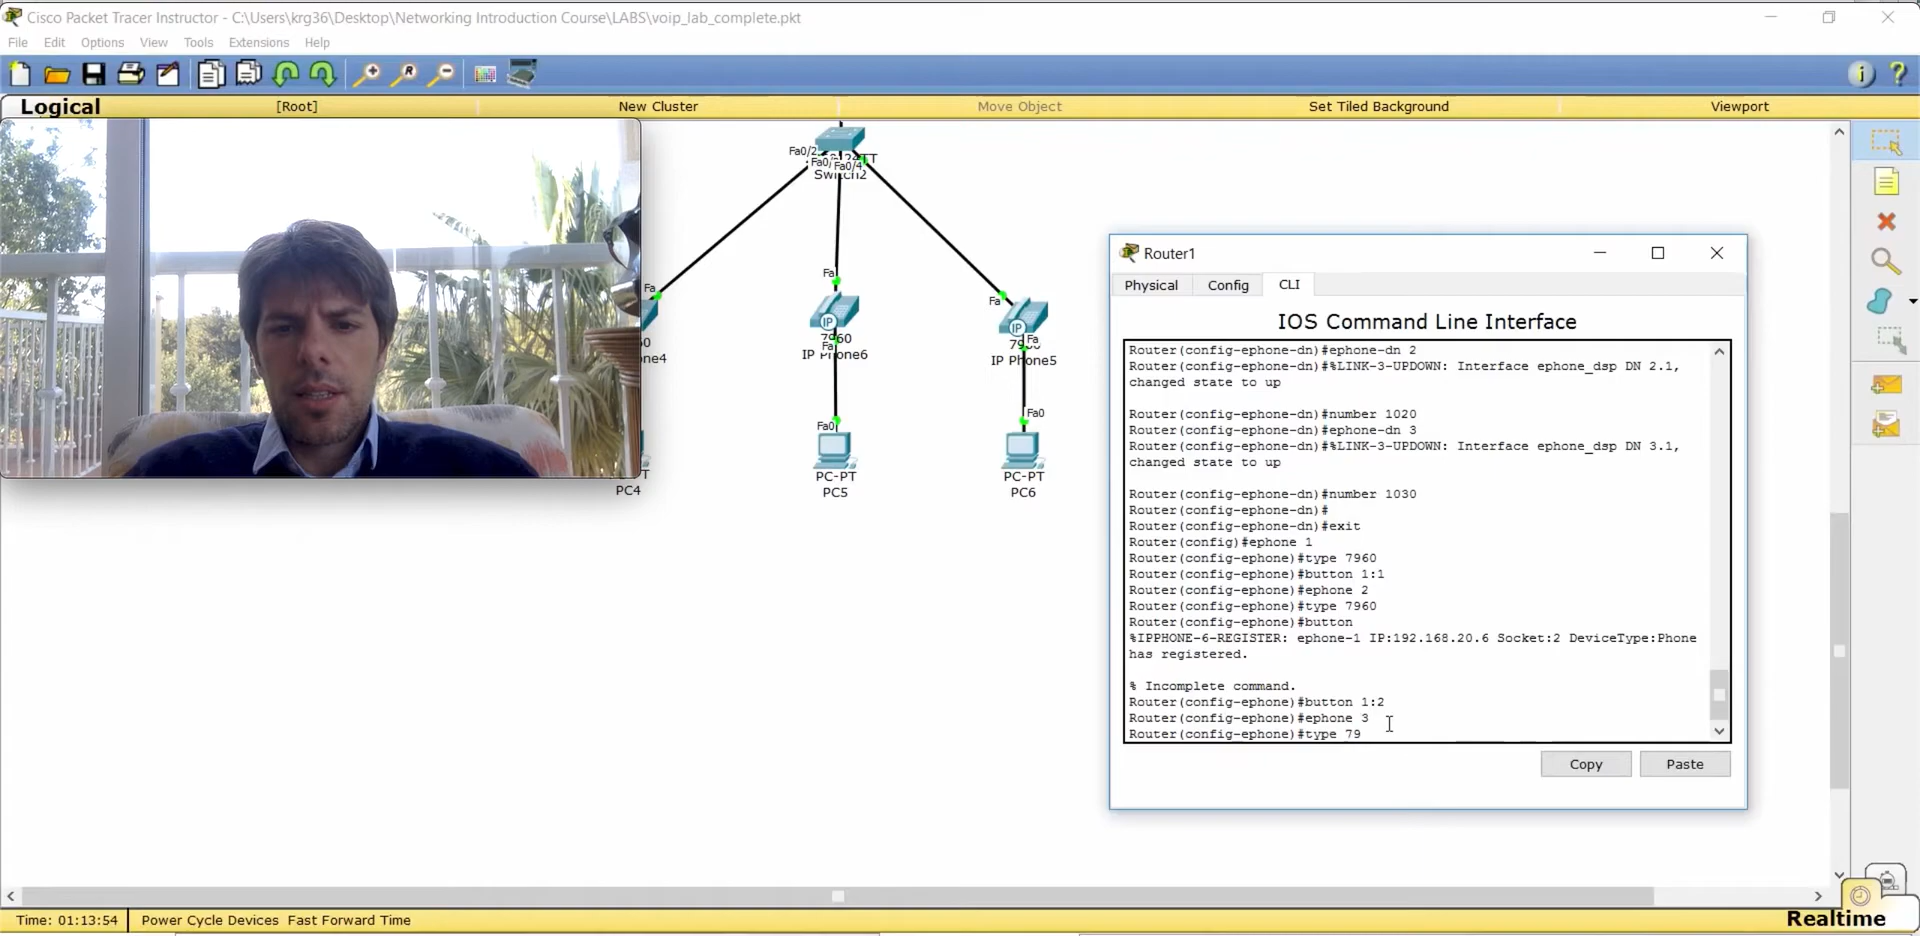 Cisco Packet Tracer Instructor - C:\Users\krg36\Desktop\Networking Introduction Course\LABS\voip_lab_complete.pkt
File Edit Options View Tools Extensions Help
Logical [Root] New Cluster Move Object Set Tiled Background Viewport
Fa0/2
Fa0/4
Switch2
Fa
Fa
Fa
IP
7960
Fa
IP Phone6
IP
Fa
IP Phone5
Fa0
Fa0
PC-PT
PC5
PC-PT
PC6
PC4
Router1
Physical Config CLI
IOS Command Line Interface
Router(config-ephone-dn)#ephone-dn 2
Router(config-ephone-dn)#%LINK-3-UPDOWN: Interface ephone_dsp DN 2.1,
changed state to up
Router(config-ephone-dn)#number 1020
Router(config-ephone-dn)#ephone-dn 3
Router(config-ephone-dn)#%LINK-3-UPDOWN: Interface ephone_dsp DN 3.1,
changed state to up
Router(config-ephone-dn)#number 1030
Router(config-ephone-dn)#
Router(config-ephone-dn)#exit
Router(config)#ephone 1
Router(config-ephone)#type 7960
Router(config-ephone)#button 1:1
Router(config-ephone)#ephone 2
Router(config-ephone)#type 7960
Router(config-ephone)#button
%IPPHONE-6-REGISTER: ephone-1 IP:192.168.20.6 Socket:2 DeviceType:Phone
has registered.
% Incomplete command.
Router(config-ephone)#button 1:2
Router(config-ephone)#ephone 3
Router(config-ephone)#type 79
Copy Paste
Time: 01:13:54 Power Cycle Devices Fast Forward Time
Realtime